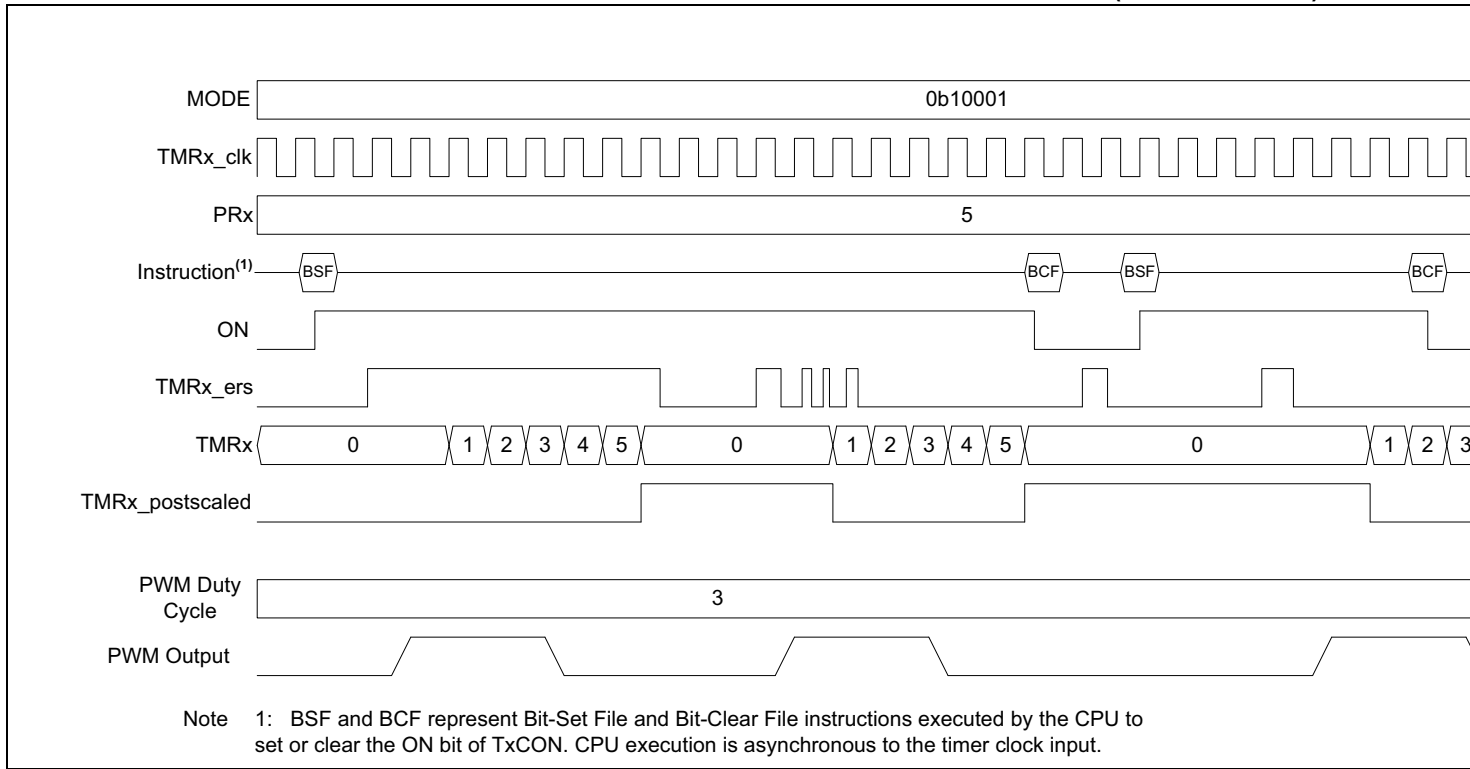 MODE 0b10001
TMRx_clk
PRx 5
Instruction(1) BSF BCF BSF BCF
ON
TMRx_ers
TMRx 0 1 2 3 4 5 0 1 2 3 4 5 0 1 2 3
TMRx_postscaled
PWM Duty
Cycle 3
PWM Output
Note 1: BSF and BCF represent Bit-Set File and Bit-Clear File instructions executed by the CPU to
set or clear the ON bit of TxCON. CPU execution is asynchronous to the timer clock input.